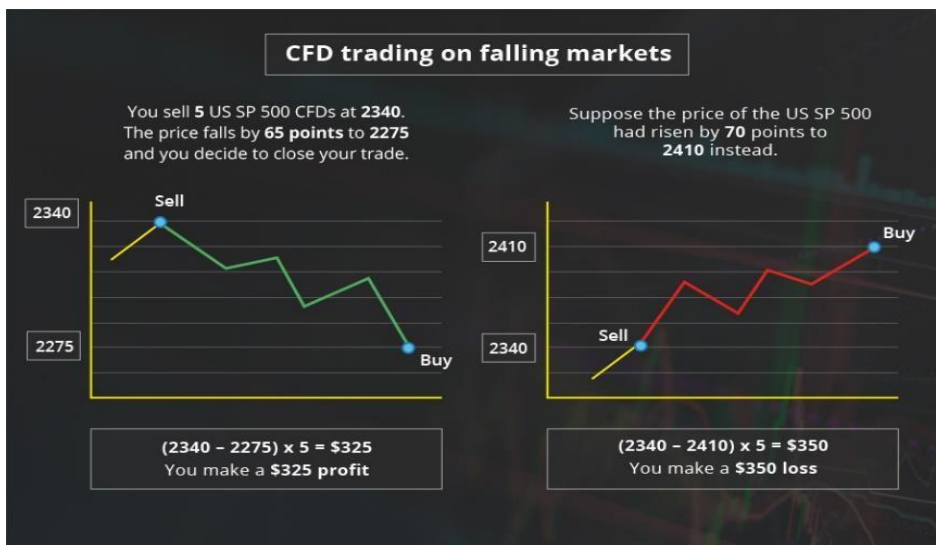 CFD trading on falling markets
You sell 5 US SP 500 CFDs at 2340.
The price falls by 65 points to 2275
and you decide to close your trade.
2340
Sell
2275
Buy
(2340 – 2275) x 5 = $325
You make a $325 profit
Suppose the price of the US SP 500
had risen by 70 points to
2410 instead.
2410
Buy
Sell
2340
(2340 – 2410) x 5 = $350
You make a $350 loss